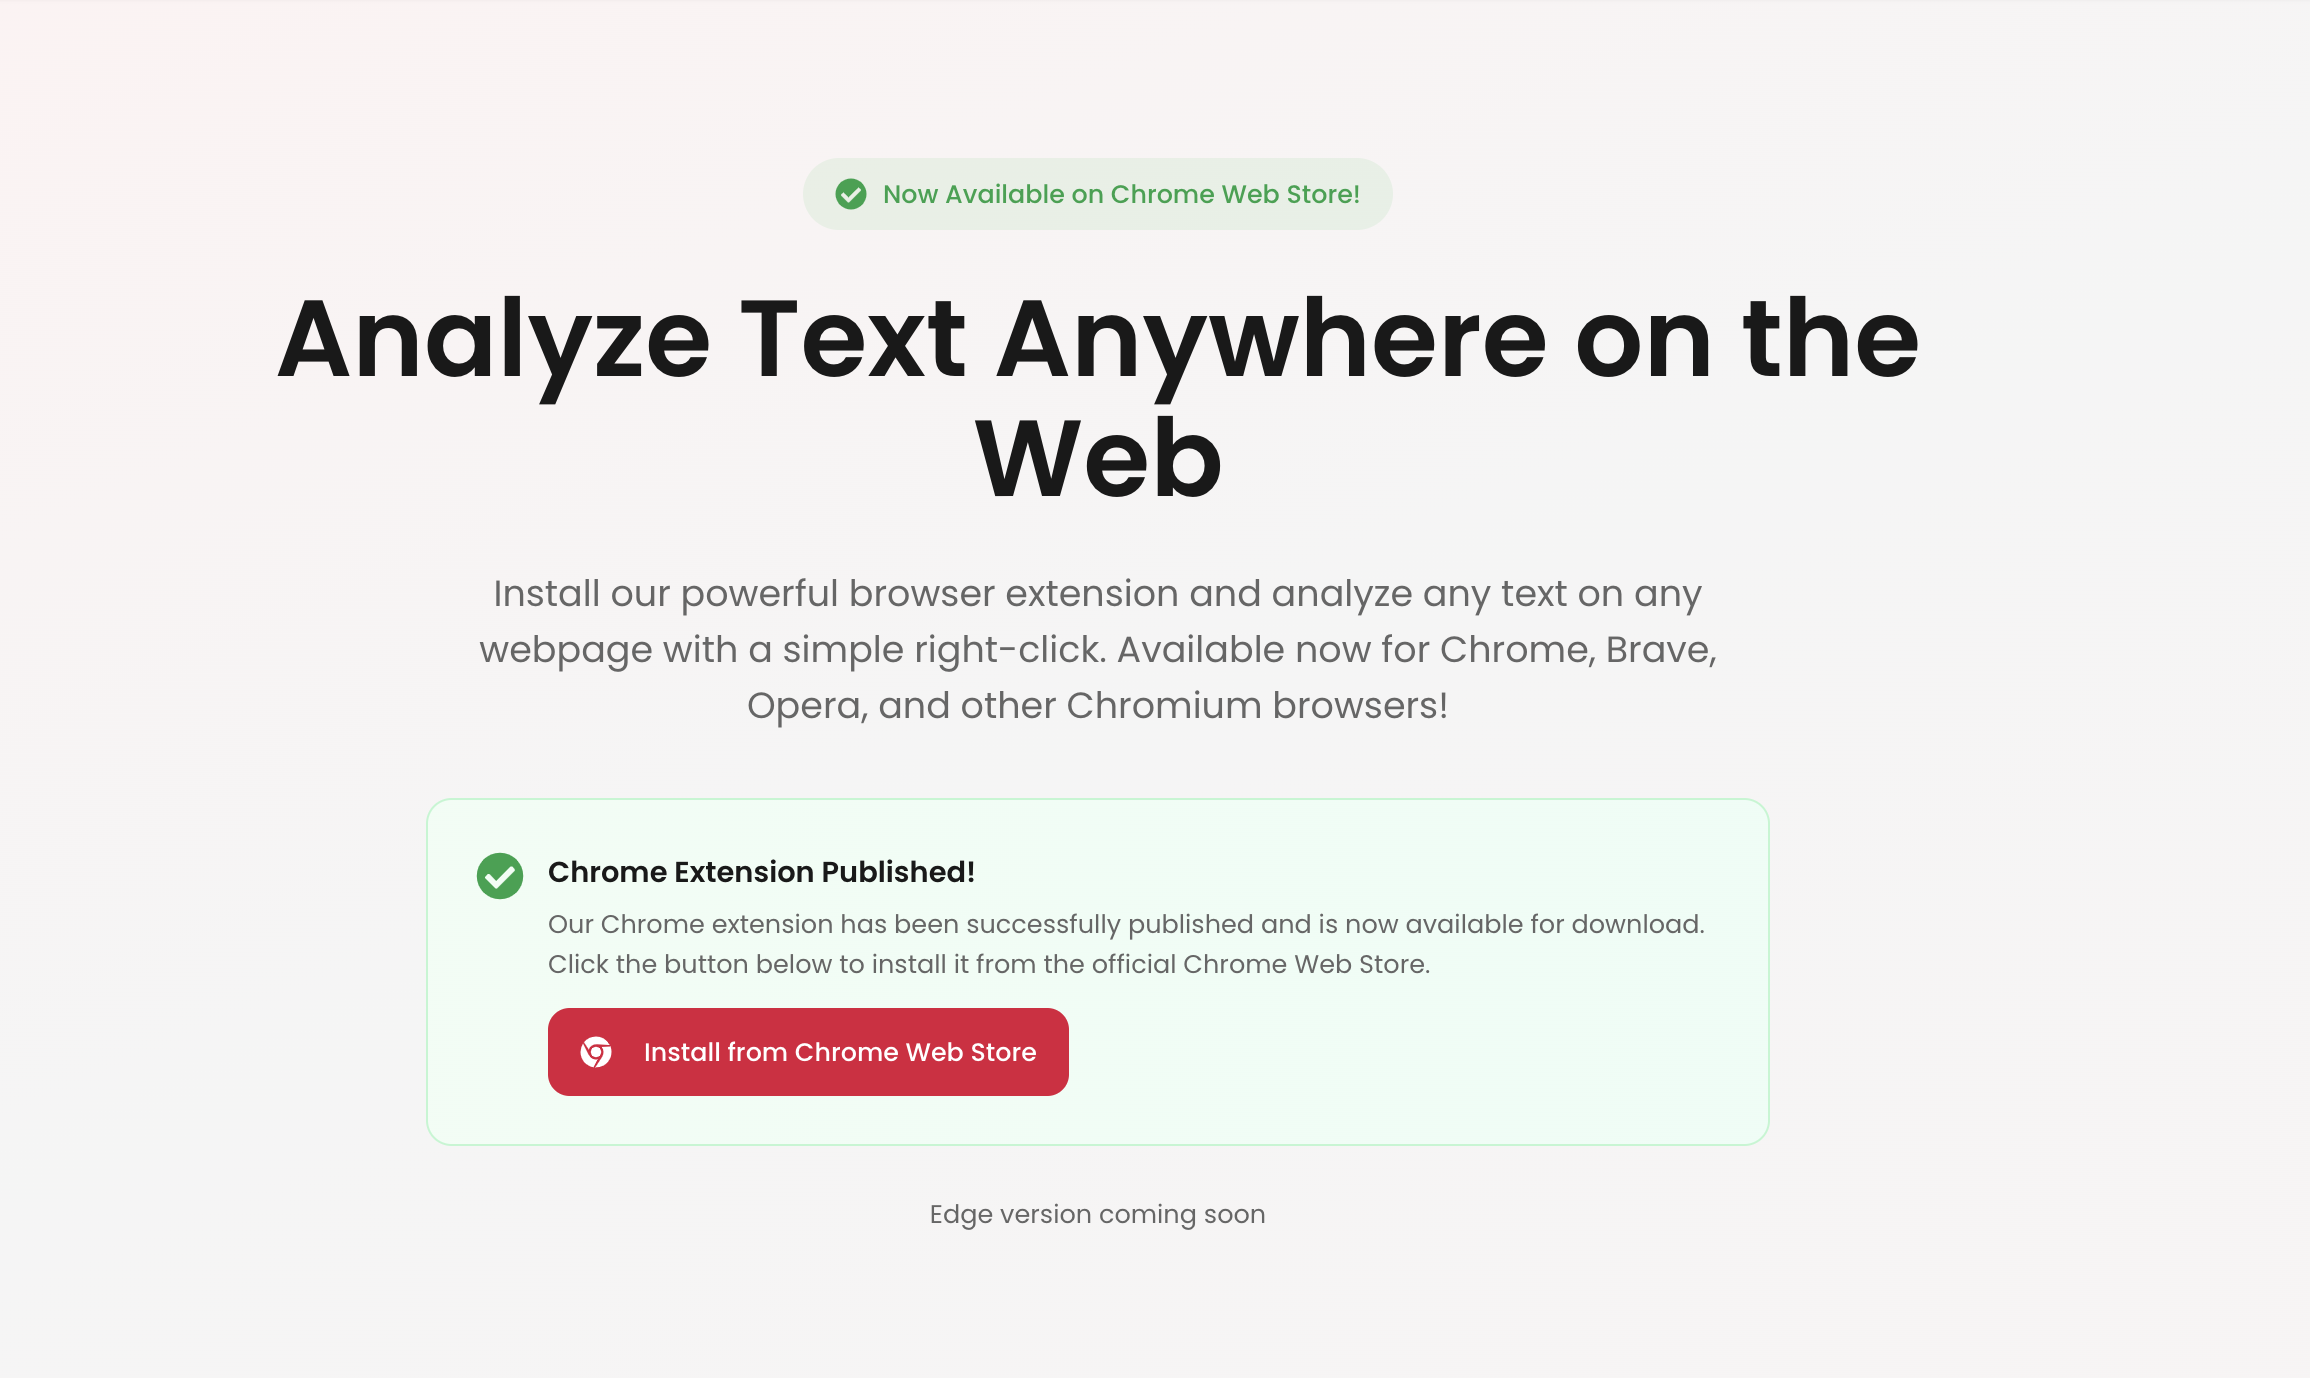 Now Available on Chrome Web Store!
Analyze Text Anywhere on the
Web
Install our powerful browser extension and analyze any text on any
webpage with a simple right-click. Available now for Chrome, Brave,
Opera, and other Chromium browsers!
Chrome Extension Published!
Our Chrome extension has been successfully published and is now available for download.
Click the button below to install it from the official Chrome Web Store.
Install from Chrome Web Store
Edge version coming soon